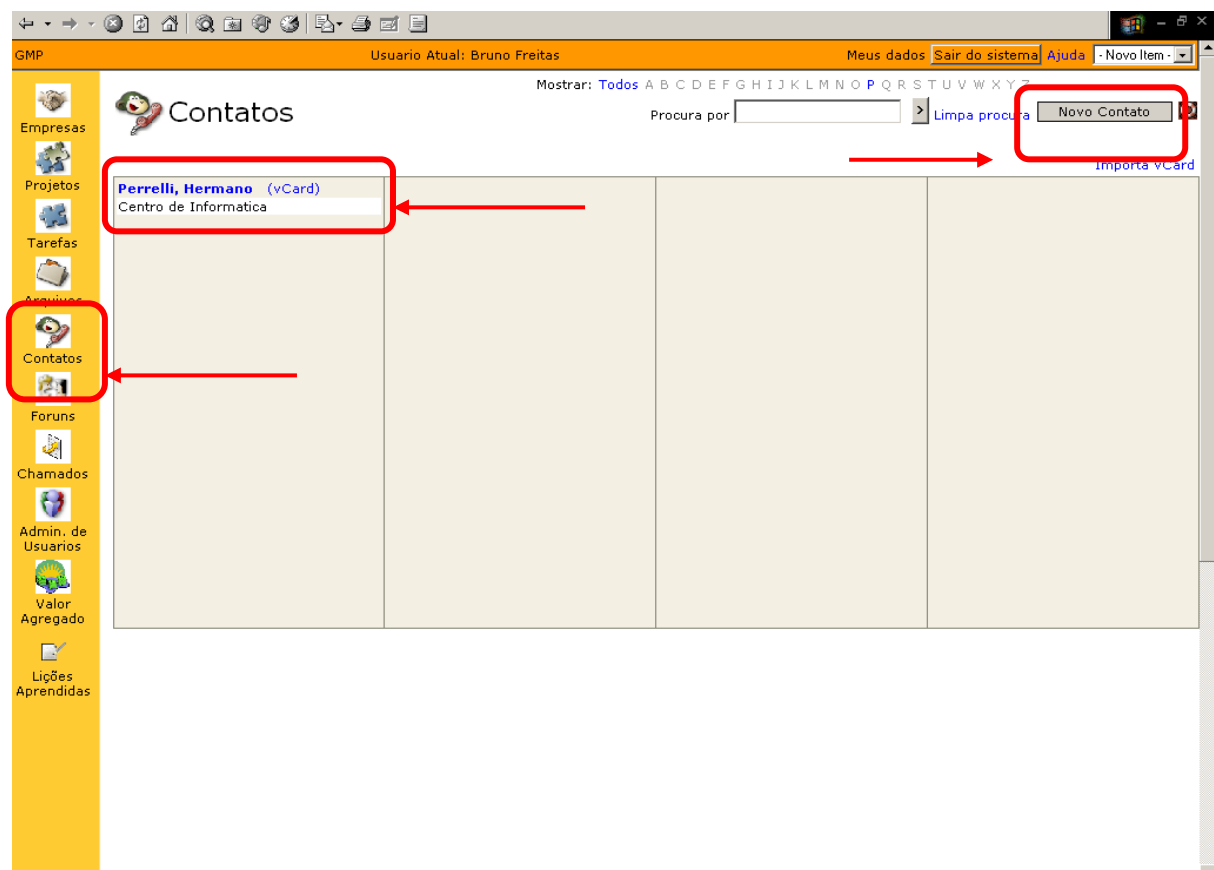 GMP Usuario Atual: Bruno Freitas Meus dados Sair do sistema Ajuda - Novo Item -
Mostrar: Todos A B C D E F G H I J K L M N O P Q R S T U V W X Y Z
Contatos
Procura por > Limpa procura Novo Contato
Importa vCard
Perrelli, Hermano (vCard)
Centro de Informatica
Empresas
Projetos
Tarefas
Arquivos
Contatos
Foruns
Chamados
Admin. de
Usuarios
Valor
Agregado
Lições
Aprendidas